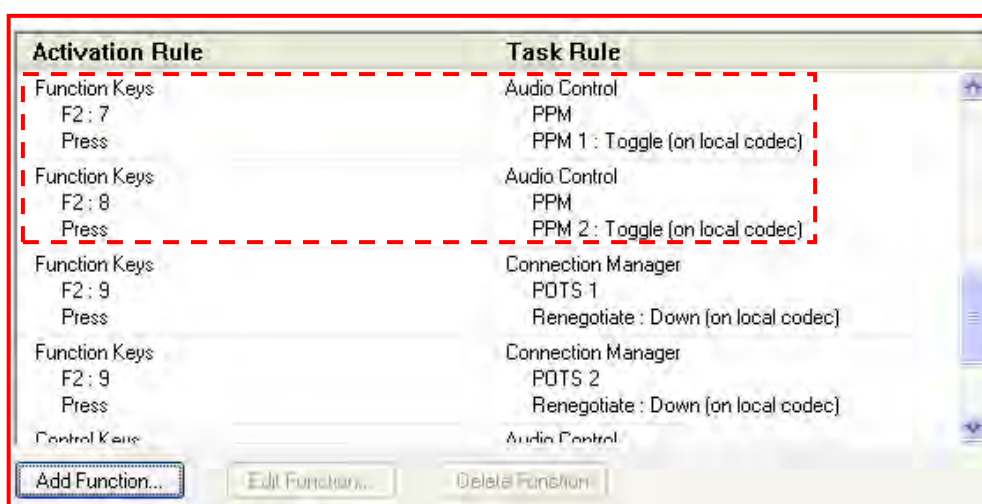 Activation Rule Task Rule
Function Keys Audio Control
F2 : 7 PPM
Press PPM 1 : Toggle (on local codec)
Function Keys Audio Control
F2 : 8 PPM
Press PPM 2 : Toggle (on local codec)
Function Keys Connection Manager
F2 : 9 POTS 1
Press Renegotiate : Down (on local codec)
Function Keys Connection Manager
F2 : 9 POTS 2
Press Renegotiate : Down (on local codec)
Control Keys Audio Control
Add Function... Edit Function... Delete Function